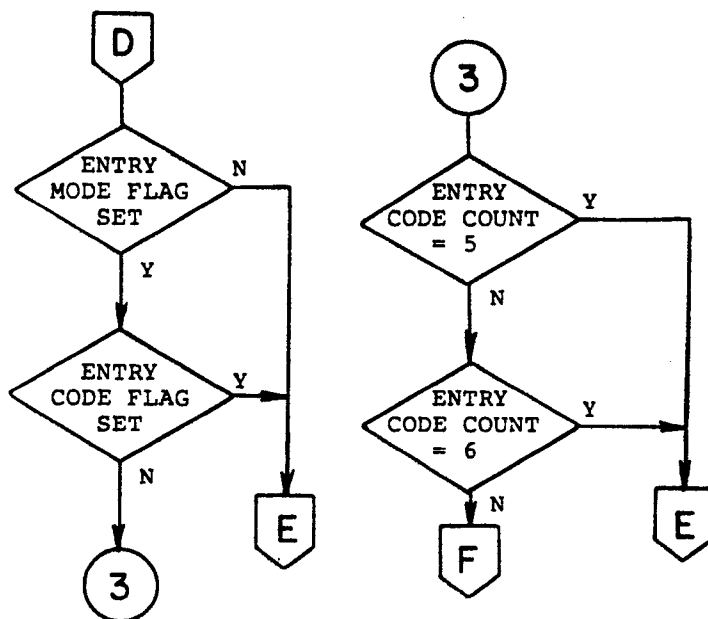 D
ENTRY
MODE FLAG
SET
N
Y
ENTRY
CODE FLAG
SET
Y
N
E
3
3
ENTRY
CODE COUNT
= 5
Y
N
ENTRY
CODE COUNT
= 6
Y
N
F
E